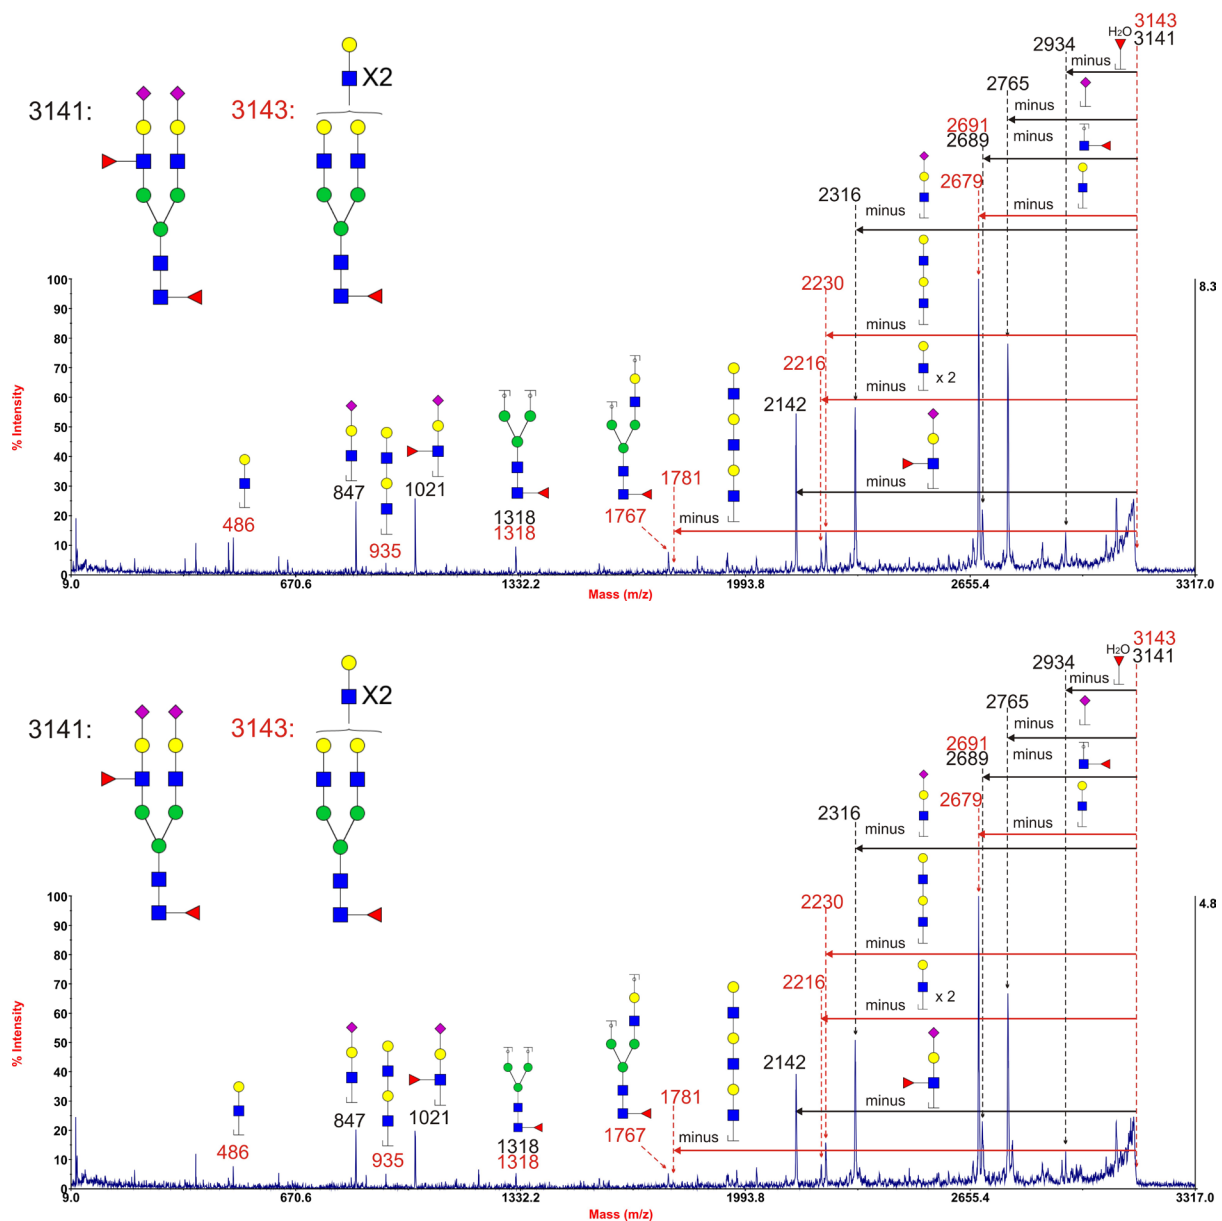 3143
H2O
3141
2934
minus
2765
X2
3141:
3143:
minus
2691
minus
2689
2679
2316
minus
minus
2230
minus
2216
x 2
minus
2142
minus
1781
847
1021
486
935
1318
1318
1767
minus
100
90
80
70
60
50
40
30
20
10
0
% Intensity
8.3
9.0
670.6
1332.2
1993.8
2655.4
3317.0
Mass (m/z)
3143
H2O
3141
2934
minus
2765
X2
3141:
3143:
minus
2691
minus
2689
2679
2316
minus
minus
2230
minus
2216
x 2
minus
2142
minus
1781
847
1021
486
935
1318
1318
1767
minus
100
90
80
70
60
50
40
30
20
10
0
% Intensity
4.8
9.0
670.6
1332.2
1993.8
2655.4
3317.0
Mass (m/z)